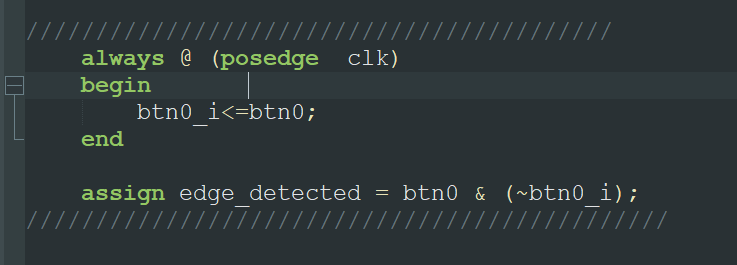 //////////////////////////////////////////
always @ (posedge  clk)
begin
btn0_i<=btn0;
end
assign edge_detected = btn0 & (~btn0_i);
//////////////////////////////////////////////